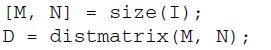 [M, N] = size(I);
D = distmatrix(M, N);